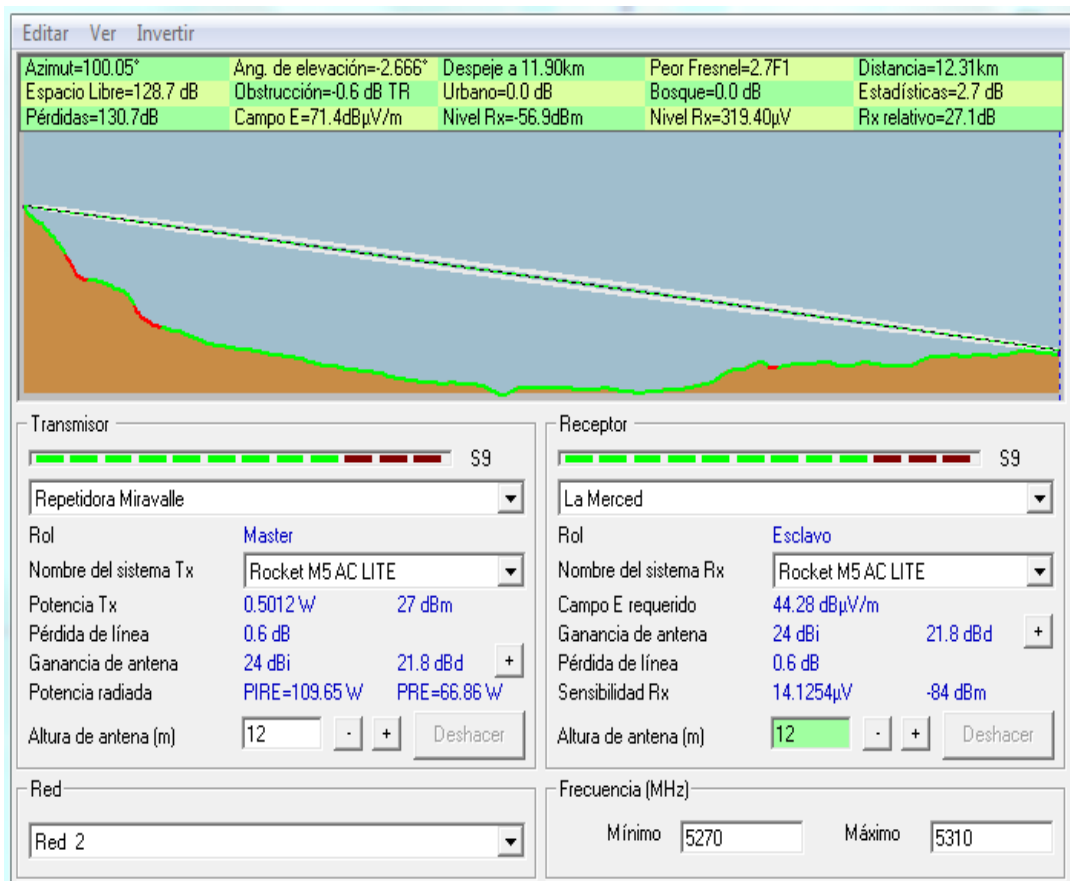 Editar Ver Invertir
Azimut=100.05° Ang. de elevación=-2.666° Despeje a 11.90km Peor Fresnel=2.7F1 Distancia=12.31km
Espacio Libre=128.7 dB Obstrucción=-0.6 dB TR Urbano=0.0 dB Bosque=0.0 dB Estadísticas=2.7 dB
Pérdidas=130.7dB Campo E=71.4dBµV/m Nivel Rx=-56.9dBm Nivel Rx=319.40µV Rx relativo=27.1dB
Transmisor
S9
Repetidora Miravalle
Rol Master
Nombre del sistema Tx Rocket M5 AC LITE
Potencia Tx 0.5012 W 27 dBm
Pérdida de línea 0.6 dB
Ganancia de antena 24 dBi 21.8 dBd +
Potencia radiada PIRE=109.65 W PRE=66.86 W
Altura de antena (m) 12 - + Deshacer
Receptor
S9
La Merced
Rol Esclavo
Nombre del sistema Rx Rocket M5 AC LITE
Campo E requerido 44.28 dBµV/m
Ganancia de antena 24 dBi 21.8 dBd +
Pérdida de línea 0.6 dB
Sensibilidad Rx 14.1254µV -84 dBm
Altura de antena (m) 12 - + Deshacer
Red
Red 2
Frecuencia (MHz)
Mínimo 5270 Máximo 5310